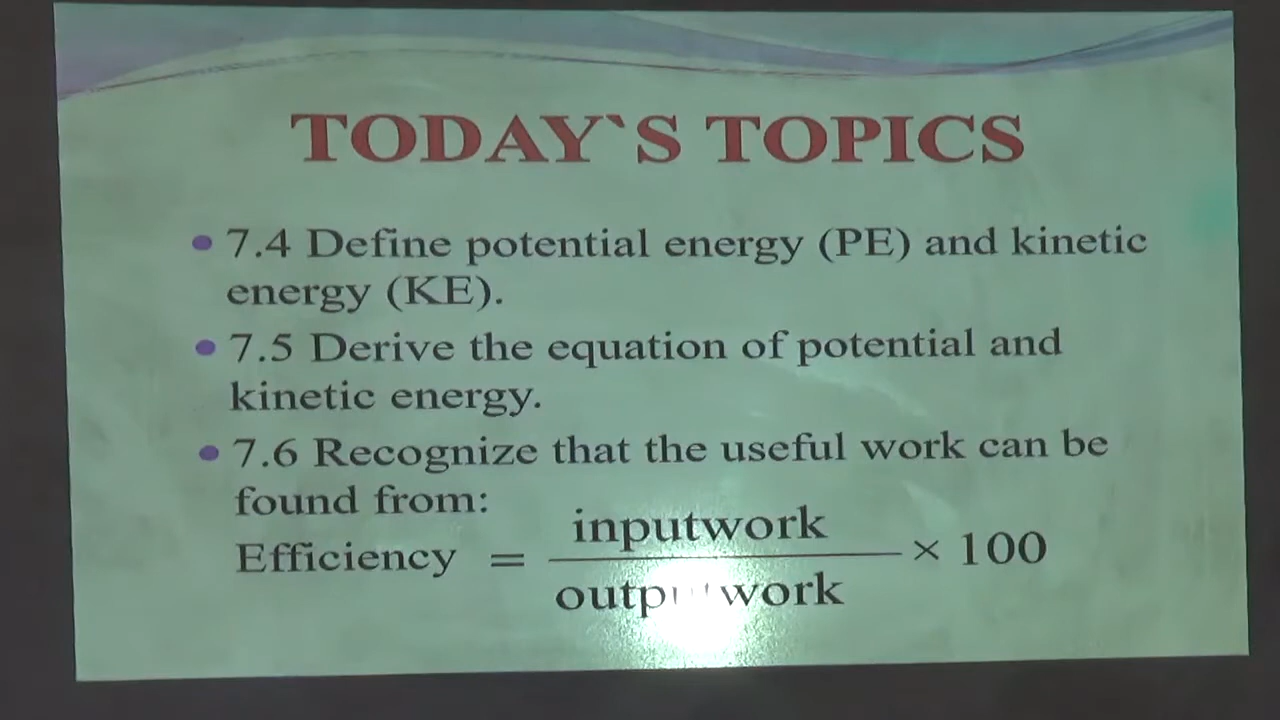 TODAY`S TOPICS
• 7.4 Define potential energy (PE) and kinetic
energy (KE).
• 7.5 Derive the equation of potential and
kinetic energy.
• 7.6 Recognize that the useful work can be
found from:
inputwork
Efficiency = × 100
outputwork